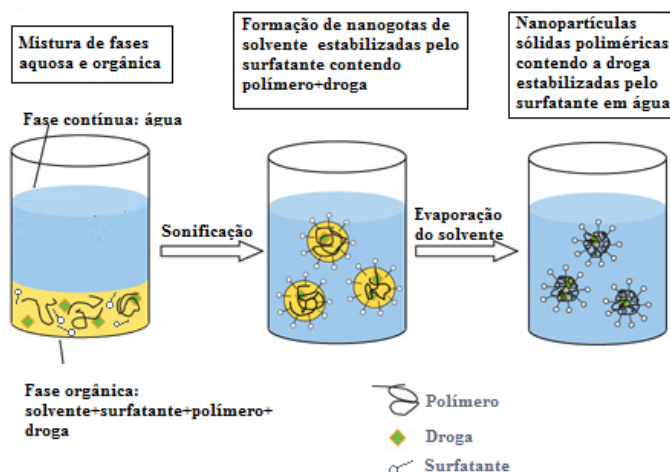 Mistura de fases
aquosa e orgânica
Formação de nanogotas de
solvente estabilizadas pelo
surfatante contendo
polímero+droga
Nanopartículas
sólidas poliméricas
contendo a droga
estabilizadas pelo
surfatante em água
Fase contínua: água
Sonificação
Evaporação
do solvente
Fase orgânica:
solvente+surfatante+polímero+
droga
Polímero
Droga
Surfatante